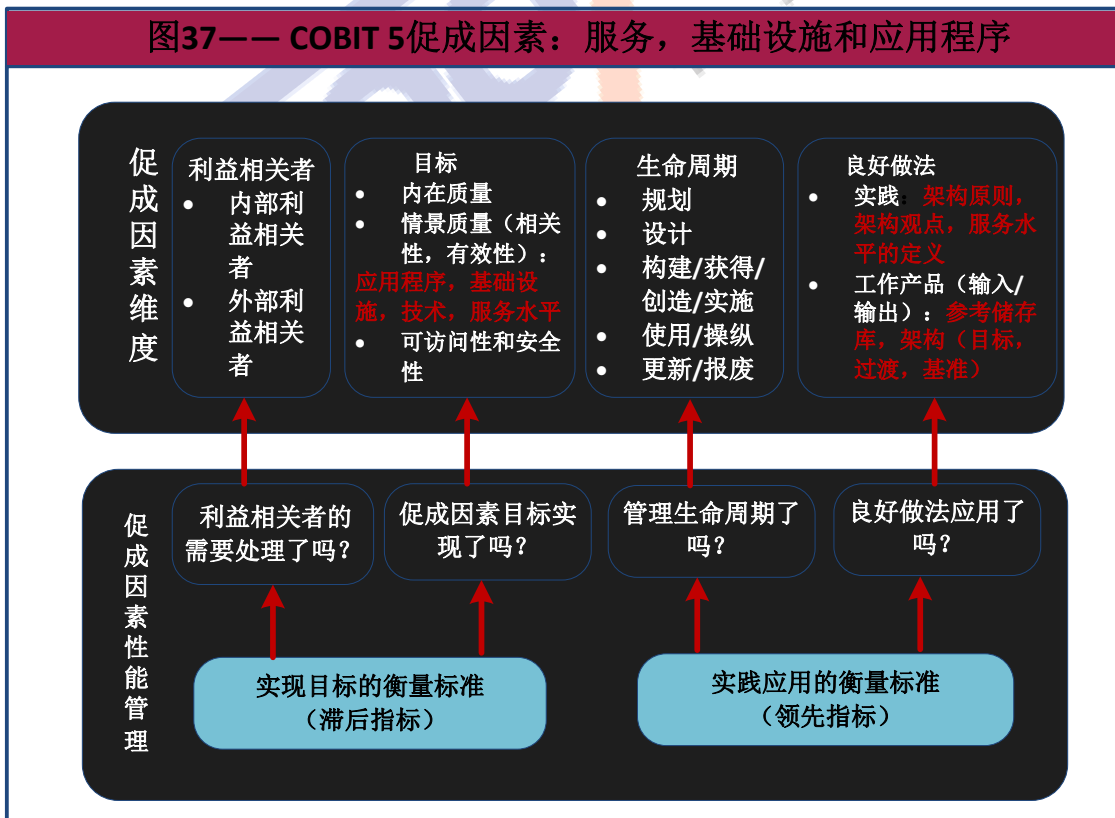 图37—— COBIT 5促成因素：服务，基础设施和应用程序
促
成
因
素
维
度
利益相关者
• 内部利
益相关
者
• 外部利
益相关
者
目标
• 内在质量
• 情景质量（相关
性，有效性）：
应用程序，基础设
施，技术，服务水平
• 可访问性和安全
性
生命周期
• 规划
• 设计
• 构建/获得/
创造/实施
• 使用/操纵
• 更新/报废
良好做法
• 实践：架构原则，
架构观点，服务水
平的定义
• 工作产品（输入/
输出）：参考储存
库，架构（目标，
过渡，基准）
促
成
因
素
性
能
管
理
利益相关者的
需要处理了吗？
促成因素目标实
现了吗？
管理生命周期了
吗？
良好做法应用了
吗？
实现目标的衡量标准
（滞后指标）
实践应用的衡量标准
（领先指标）